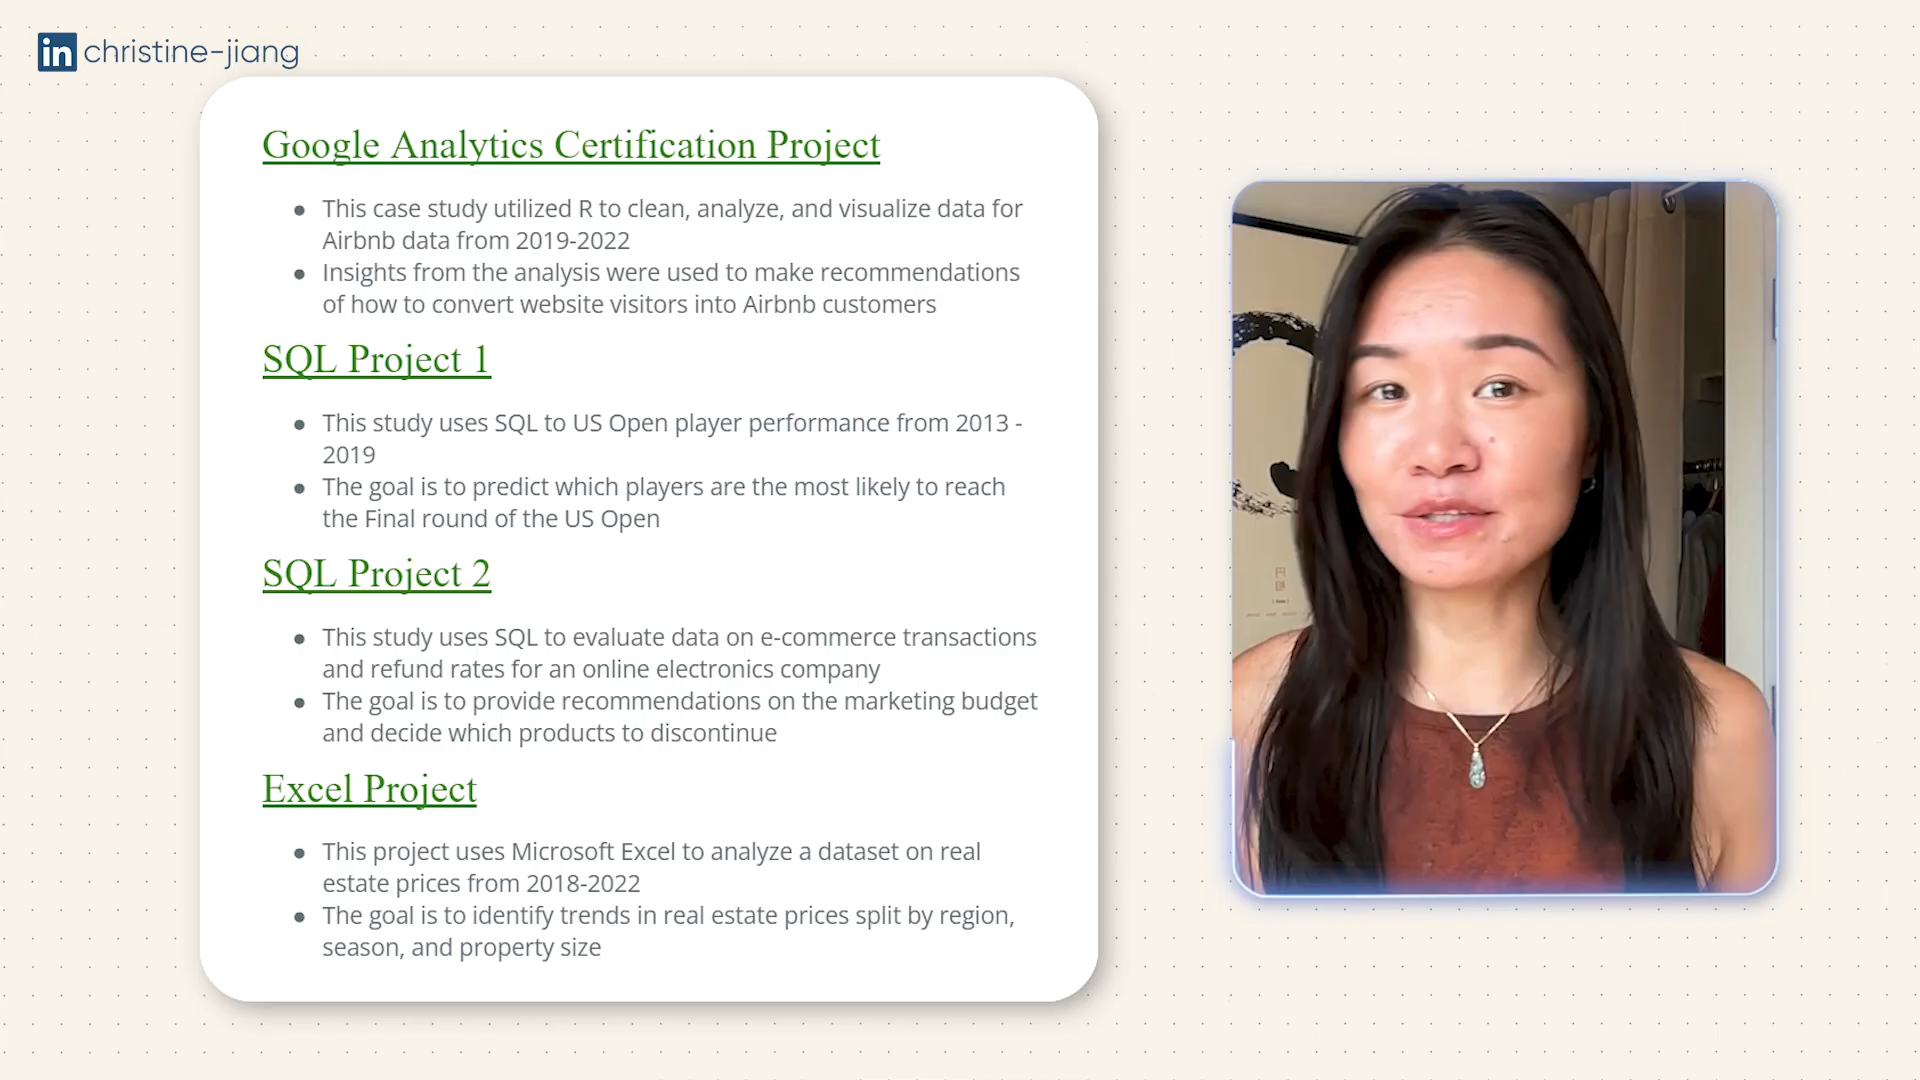 in christine-jiang
Google Analytics Certification Project
● This case study utilized R to clean, analyze, and visualize data for
Airbnb data from 2019-2022
● Insights from the analysis were used to make recommendations
of how to convert website visitors into Airbnb customers
SQL Project 1
● This study uses SQL to US Open player performance from 2013 -
2019
● The goal is to predict which players are the most likely to reach
the Final round of the US Open
SQL Project 2
● This study uses SQL to evaluate data on e-commerce transactions
and refund rates for an online electronics company
● The goal is to provide recommendations on the marketing budget
and decide which products to discontinue
Excel Project
● This project uses Microsoft Excel to analyze a dataset on real
estate prices from 2018-2022
● The goal is to identify trends in real estate prices split by region,
season, and property size